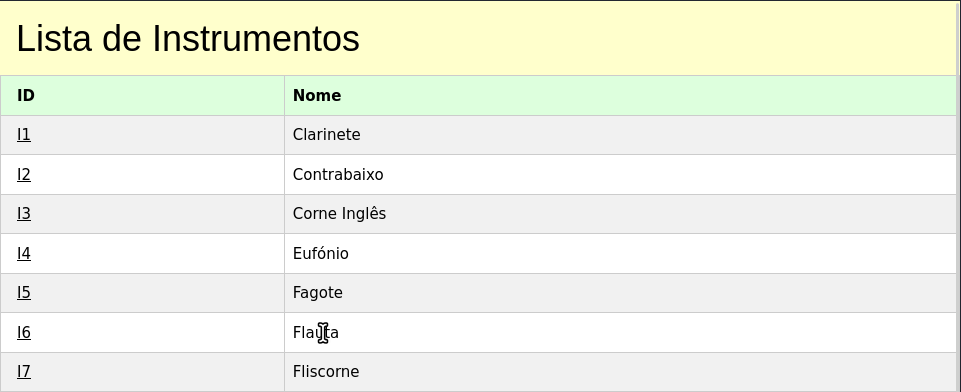 Lista de Instrumentos
ID Nome
I1 Clarinete
I2 Contrabaixo
I3 Corne Inglês
I4 Eufónio
I5 Fagote
I6 Flauta
I7 Fliscorne